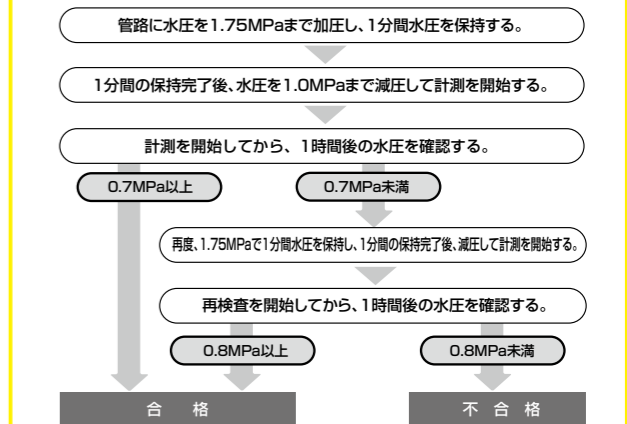 管路に水圧を1.75MPaまで加圧し、1分間水圧を保持する。
1分間の保持完了後、水圧を1.0MPaまで減圧して計測を開始する。
計測を開始してから、1時間後の水圧を確認する。
0.7MPa以上
0.7MPa未満
再度、1.75MPaで1分間水圧を保持し、1分間の保持完了後、減圧して計測を開始する。
再検査を開始してから、1時間後の水圧を確認する。
0.8MPa以上
0.8MPa未満
合 格
不 合 格